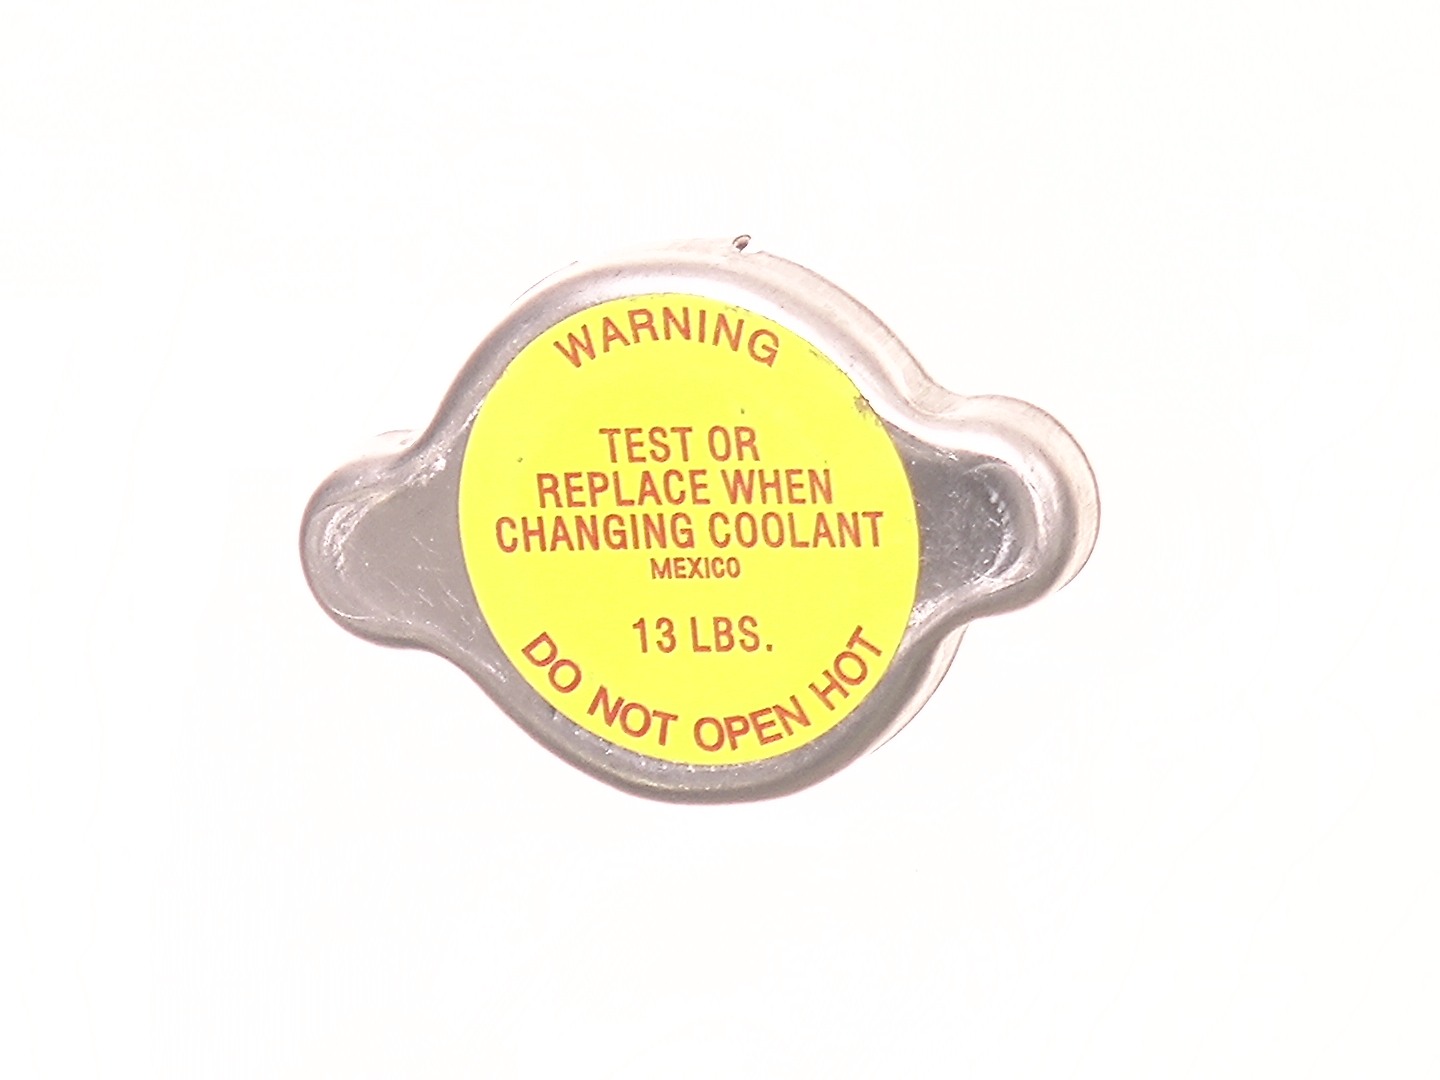 WARNING
TEST OR
REPLACE WHEN
CHANGING COOLANT
MEXICO
13 LBS.
DO NOT OPEN HOT